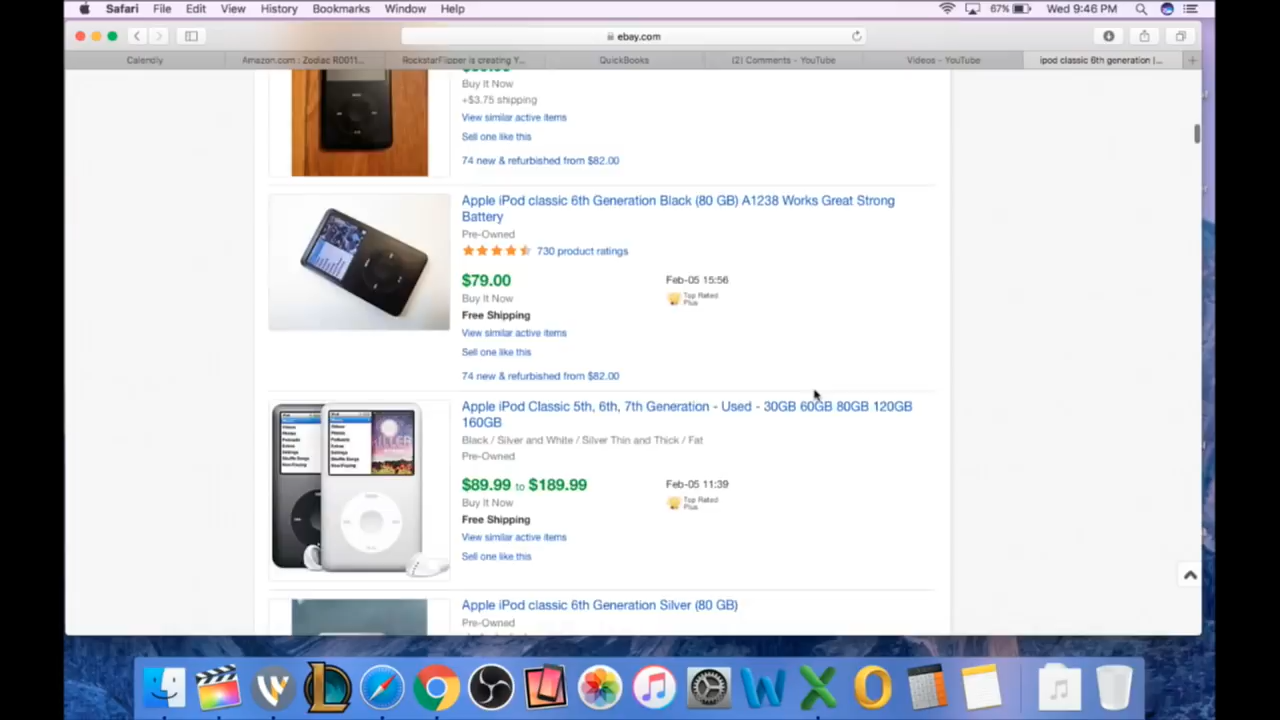 Safari File Edit View History Bookmarks Window Help 67% Wed 9:46 PM
ebay.com
Calendly Amazon.com : Zodiac R0011... RockstarFlipper is creating Y... QuickBooks (2) Comments - YouTube Videos - YouTube ipod classic 6th generation |...
Buy It Now
+$3.75 shipping
View similar active items
Sell one like this
74 new & refurbished from $82.00
Apple iPod classic 6th Generation Black (80 GB) A1238 Works Great Strong
Battery
Pre-Owned
730 product ratings
$79.00 Feb-05 15:56
Buy It Now Top Rated
Plus
Free Shipping
View similar active items
Sell one like this
74 new & refurbished from $82.00
Apple iPod Classic 5th, 6th, 7th Generation - Used - 30GB 60GB 80GB 120GB
160GB
Black / Silver and White / Silver Thin and Thick / Fat
Pre-Owned
$89.99 to $189.99 Feb-05 11:39
Buy It Now Top Rated
Plus
Free Shipping
View similar active items
Sell one like this
Apple iPod classic 6th Generation Silver (80 GB)
Pre-Owned